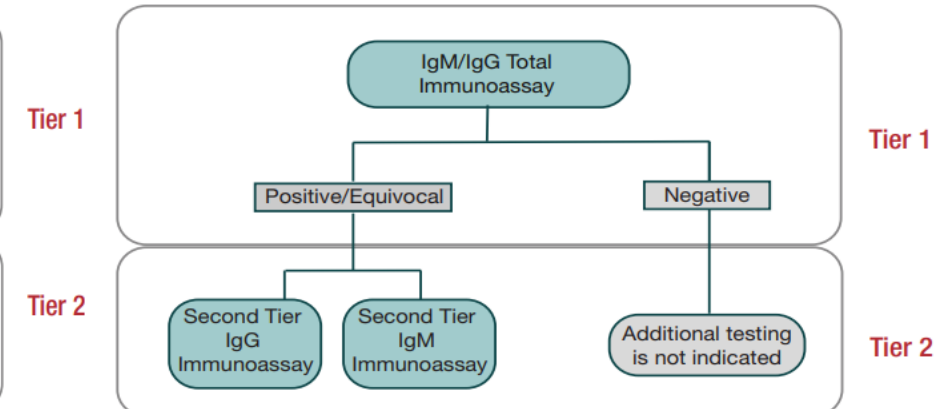 Tier 1
IgM/IgG Total
Immunoassay
Tier 1
Positive/Equivocal
Negative
Tier 2
Second Tier
IgG
Immunoassay
Second Tier
IgM
Immunoassay
Additional testing
is not indicated
Tier 2